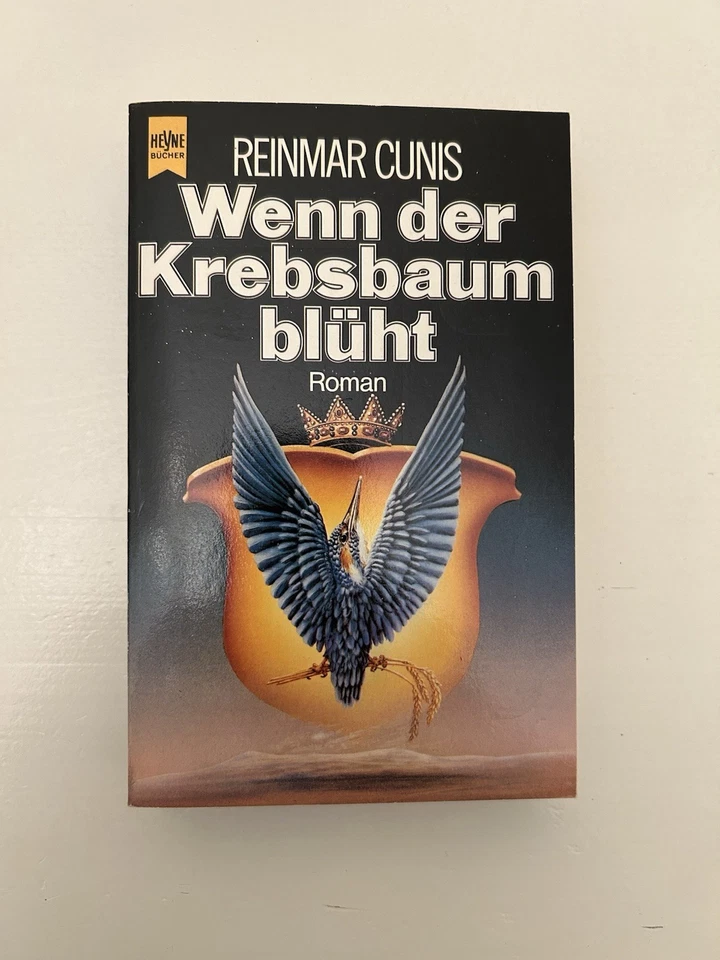 HEYNE
BÜCHER
REINMAR CUNIS
Wenn der
Krebsbaum
blüht
Roman